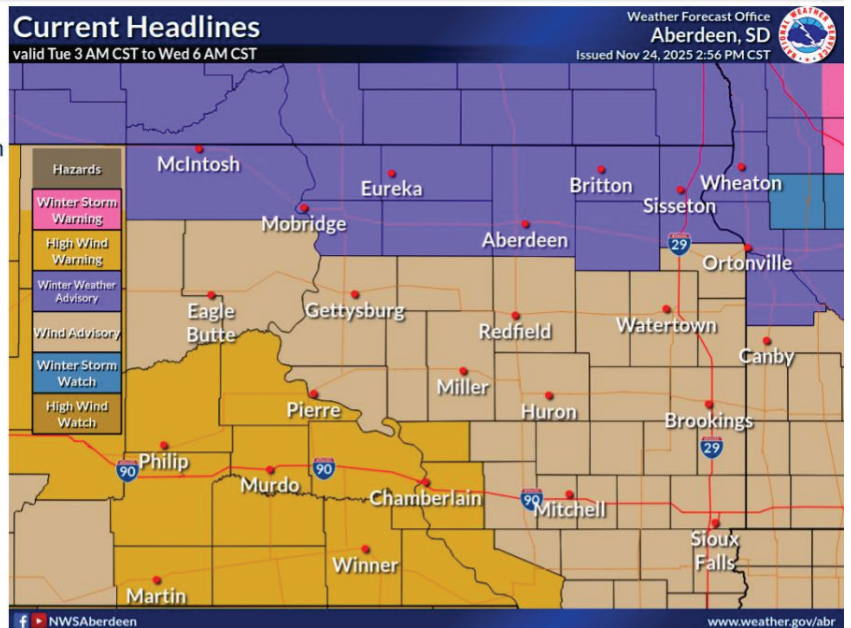 Current Headlines
valid Tue 3 AM CST to Wed 6 AM CST
Weather Forecast Office
Aberdeen, SD
Issued Nov 24, 2025 2:56 PM CST
NATIONAL WEATHER SERVICE
n
Hazards
Winter Storm
Warning
High Wind
Warning
Winter Weather
Advisory
Wind Advisory
Winter Storm
Watch
High Wind
Watch
McIntosh
Eureka
Britton
Wheaton
Sisseton
Mobridge
Aberdeen
29
Ortonville
Eagle
Butte
Gettysburg
Redfield
Watertown
Canby
Miller
Pierre
Huron
Brookings
29
Philip
90
Murdo
90
Chamberlain
90
Mitchell
Sioux
Falls
Winner
Martin
NWSAberdeen
www.weather.gov/abr